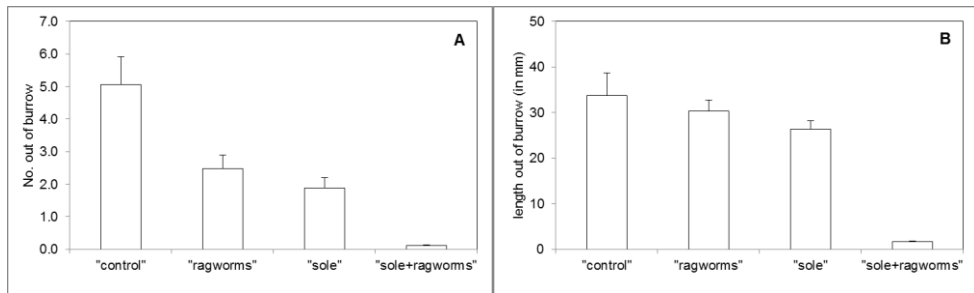 7.0
A
6.0
5.0
4.0
3.0
2.0
1.0
0.0
No. out of burrow
"control" "ragworms" "sole" "sole+ragworms"
50
B
40
30
20
10
0
length out of burrow (in mm)
"control" "ragworms" "sole" "sole+ragworms"